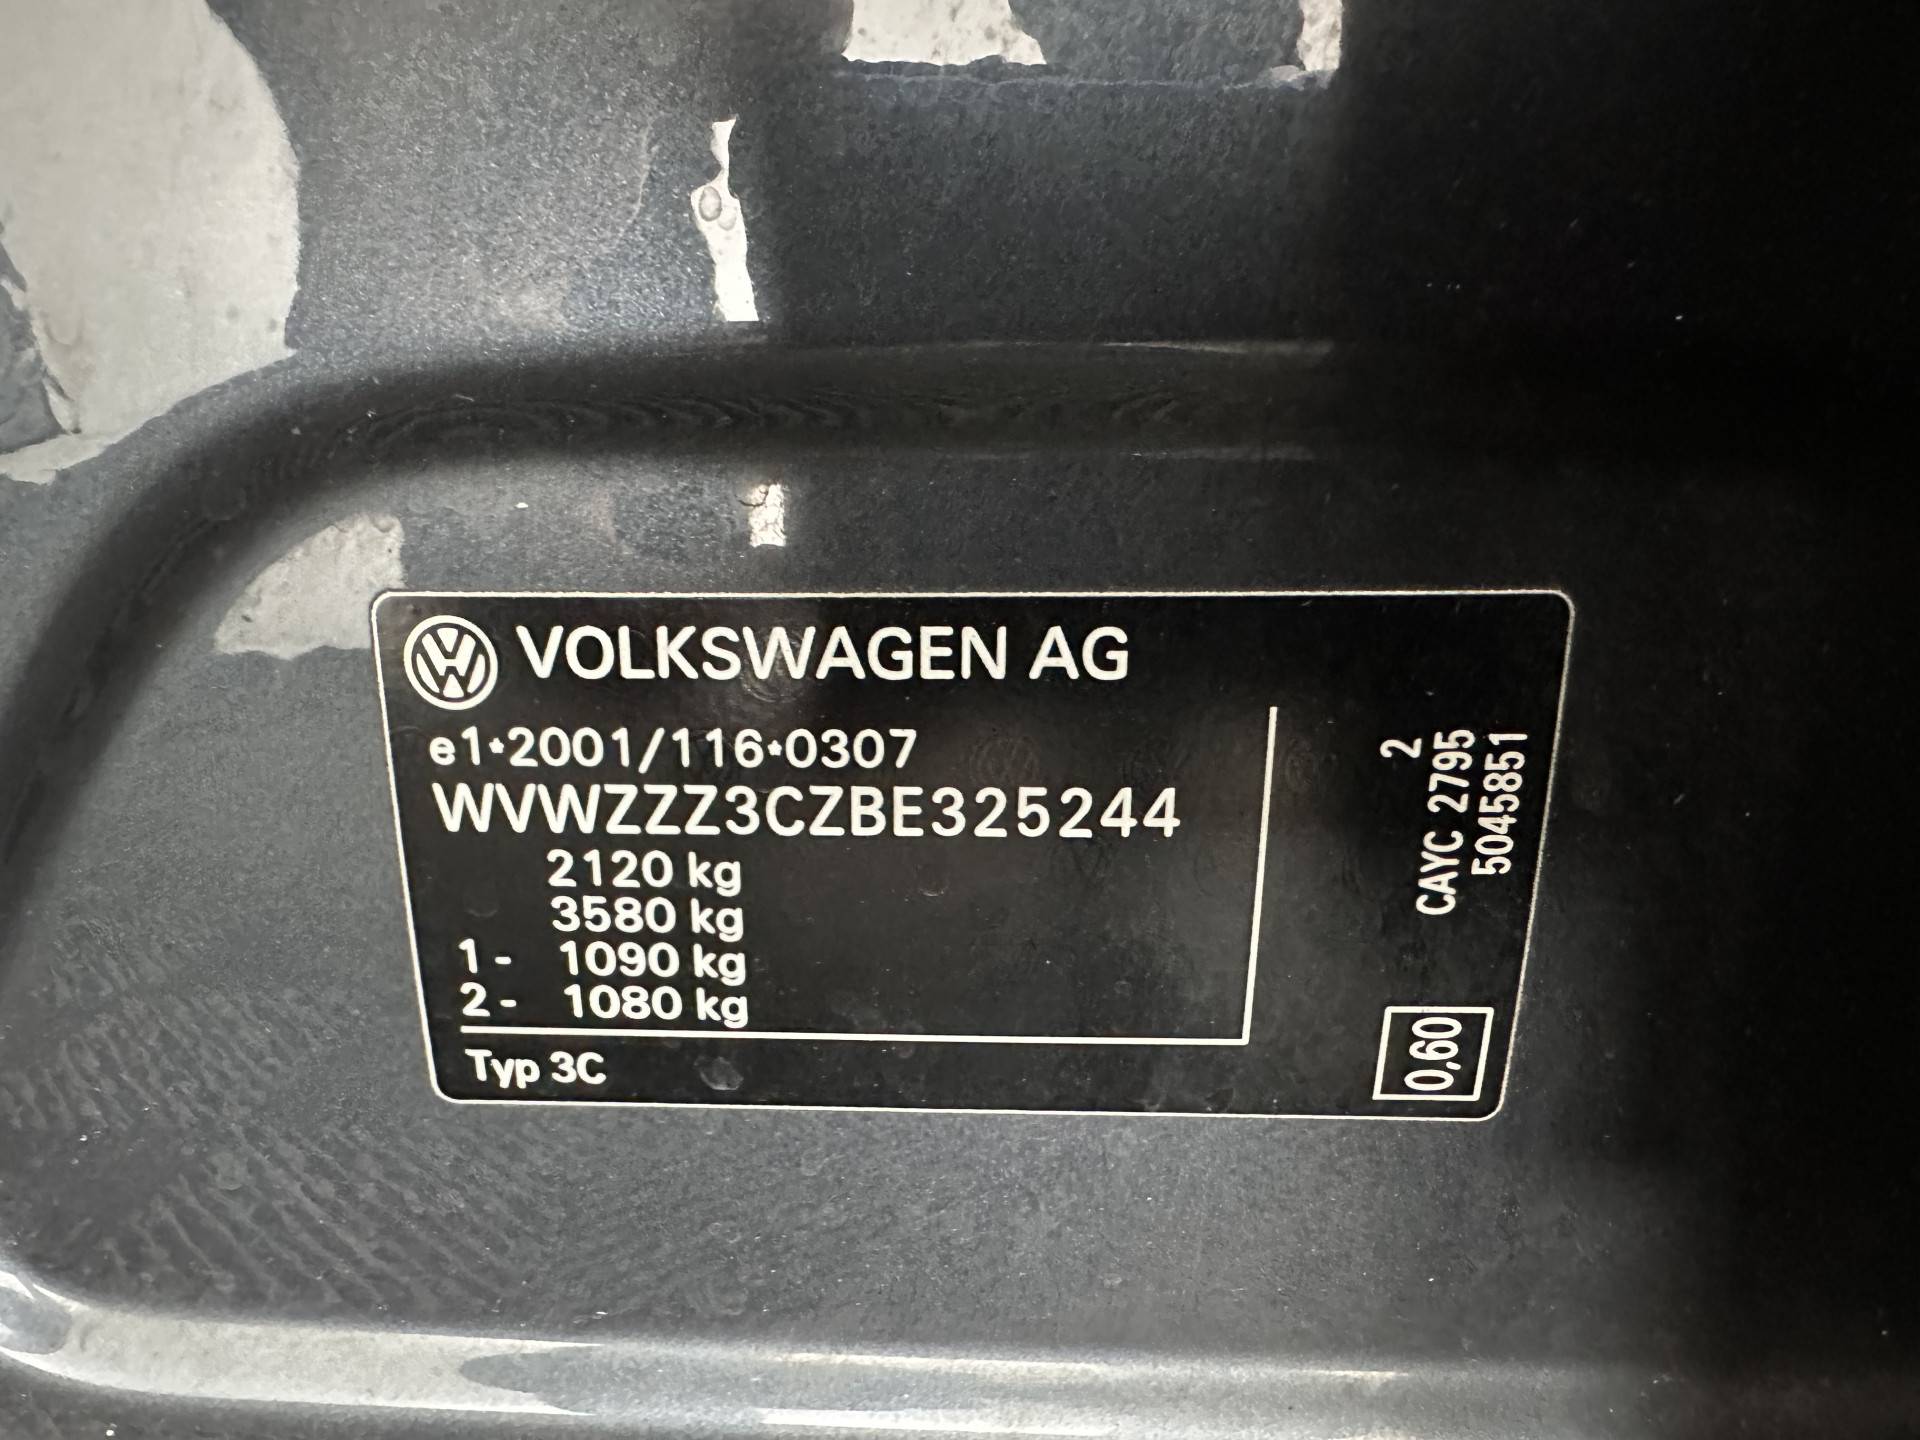 VOLKSWAGEN AG
e1*2001/116*0307
WVWZZZ3CZBE325244
2120 kg
3580 kg
1- 1090 kg
2- 1080 kg
Typ 3C
2
CAYC 2795
5045851
0,60